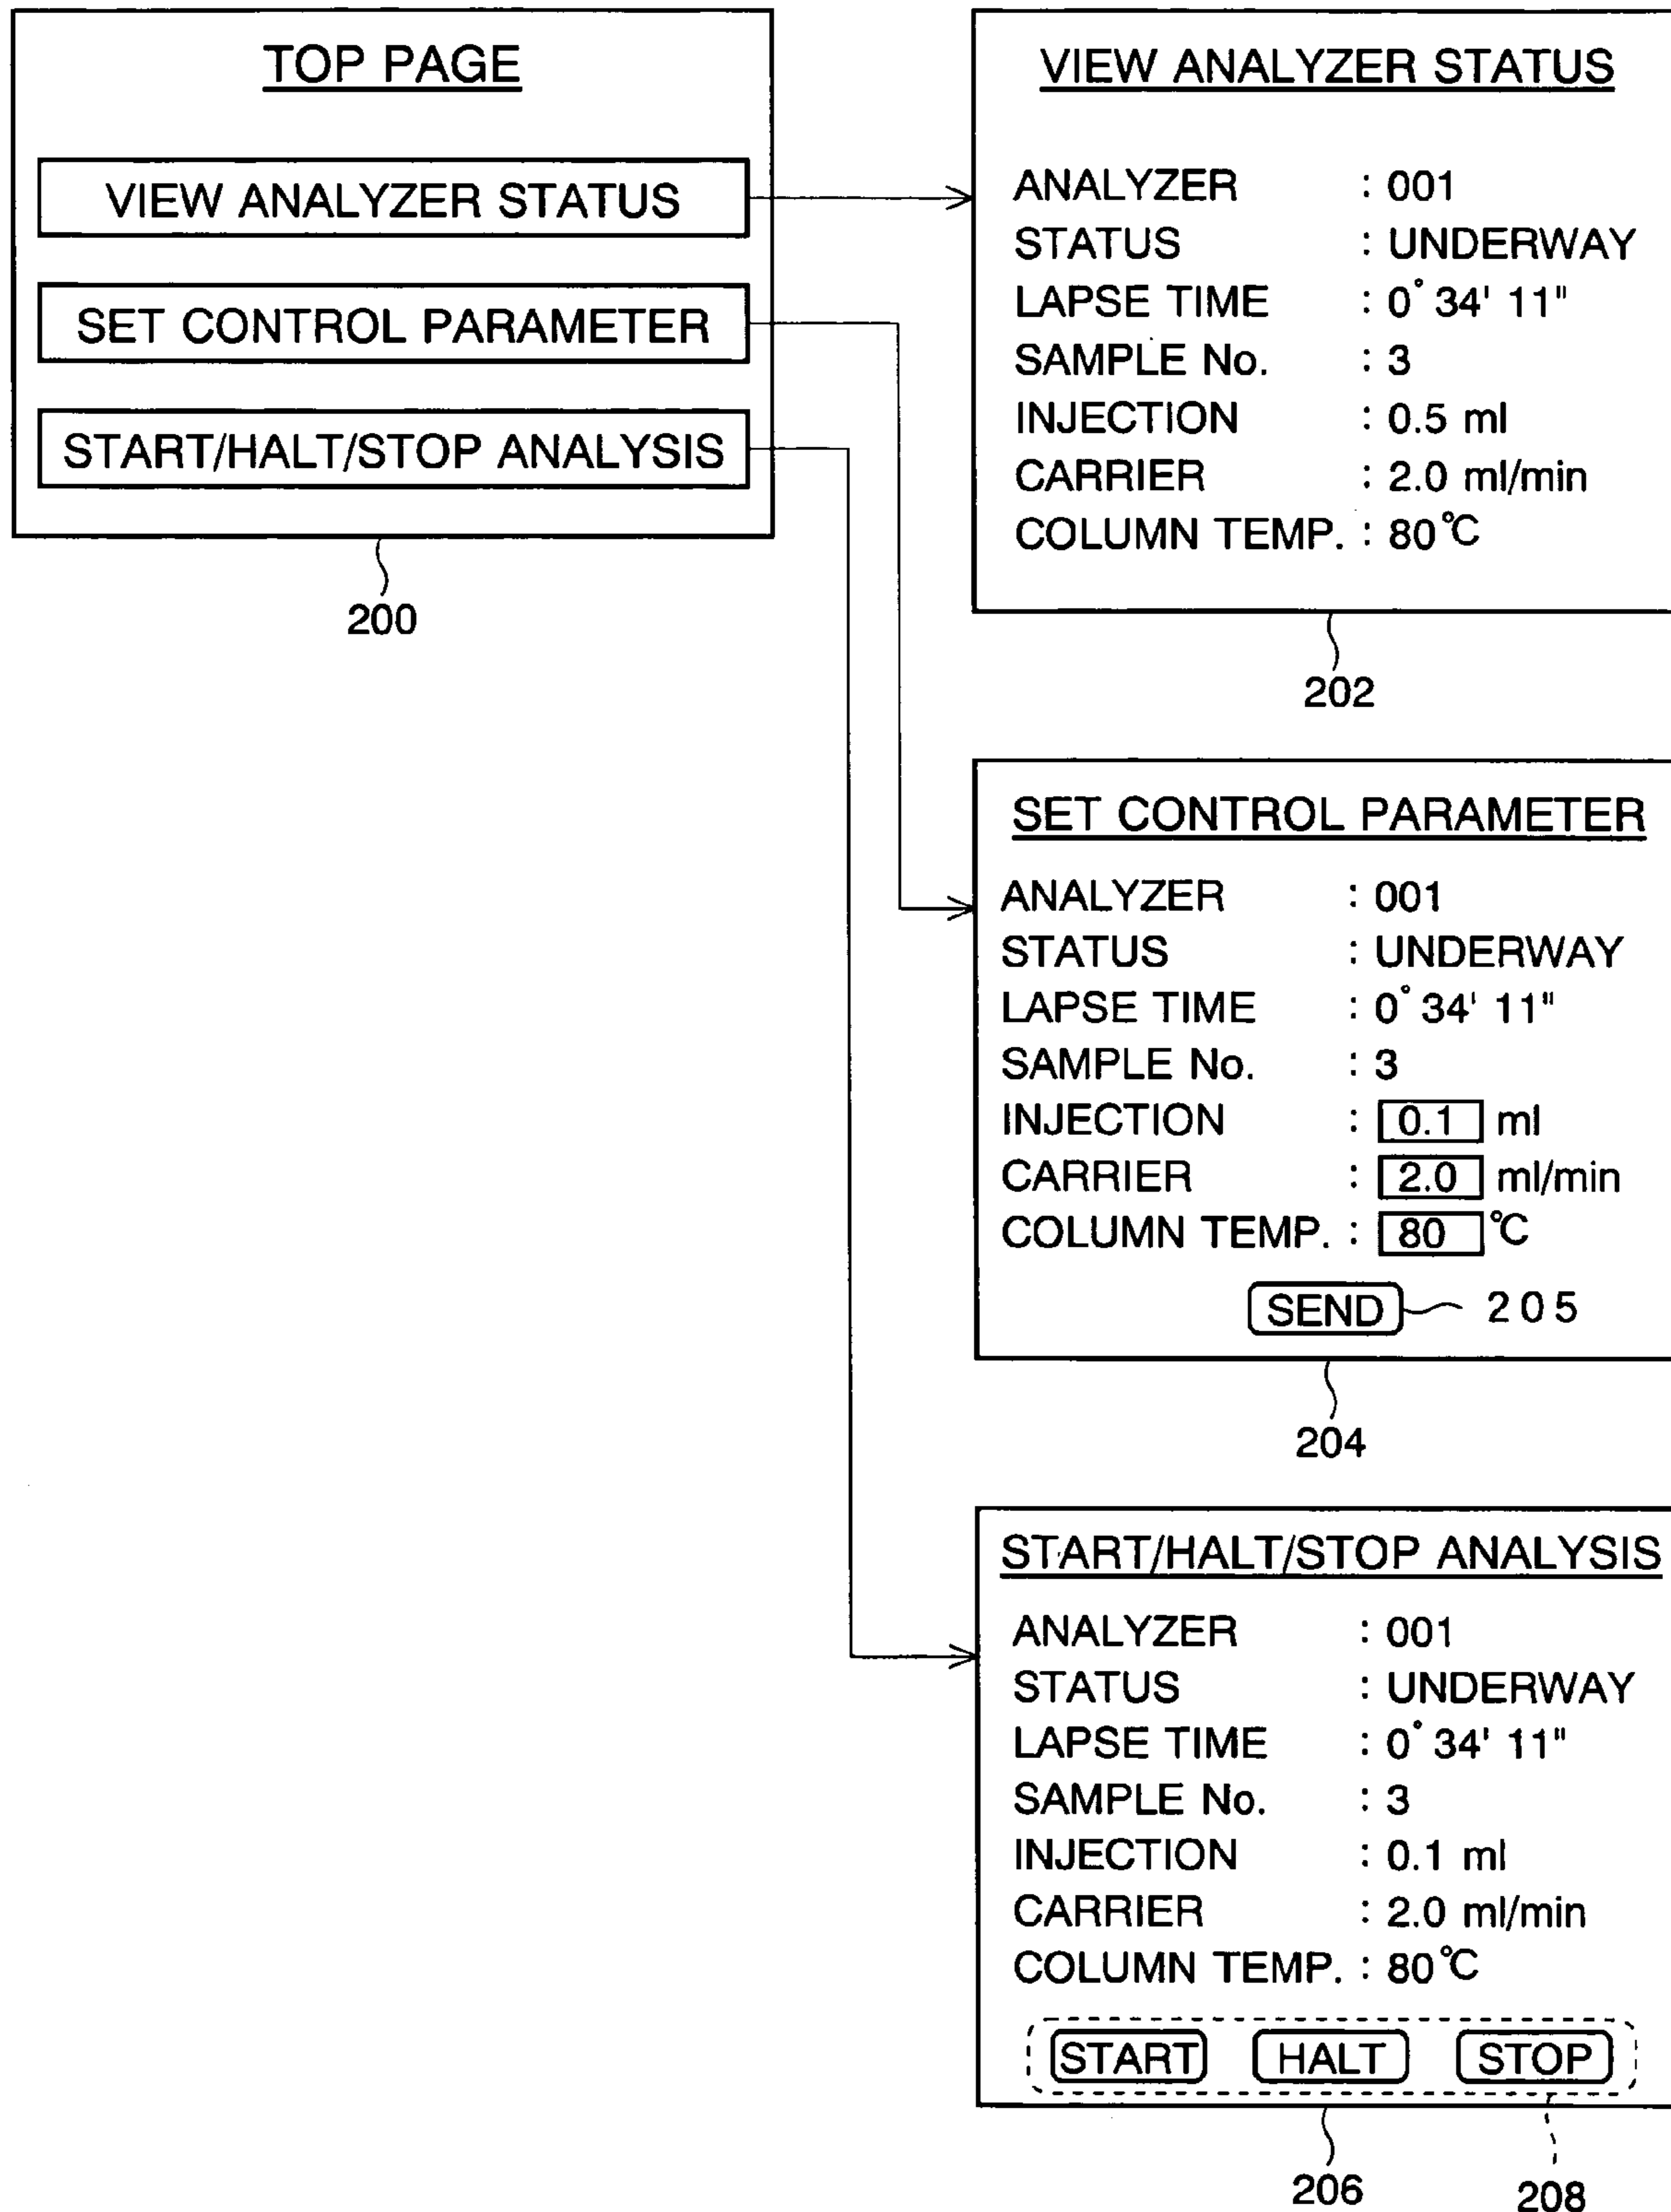 TOP PAGE
VIEW ANALYZER STATUS
SET CONTROL PARAMETER
START/HALT/STOP ANALYSIS
200
VIEW ANALYZER STATUS
ANALYZER : 001
STATUS : UNDERWAY
LAPSE TIME : 0° 34' 11"
SAMPLE No. : 3
INJECTION : 0.5 ml
CARRIER : 2.0 ml/min
COLUMN TEMP. : 80℃
202
SET CONTROL PARAMETER
ANALYZER : 001
STATUS : UNDERWAY
LAPSE TIME : 0° 34' 11"
SAMPLE No. : 3
INJECTION : 0.1 ml
CARRIER : 2.0 ml/min
COLUMN TEMP. : 80 ℃
SEND 205
204
START/HALT/STOP ANALYSIS
ANALYZER : 001
STATUS : UNDERWAY
LAPSE TIME : 0° 34' 11"
SAMPLE No. : 3
INJECTION : 0.1 ml
CARRIER : 2.0 ml/min
COLUMN TEMP. : 80℃
START HALT STOP
206 208